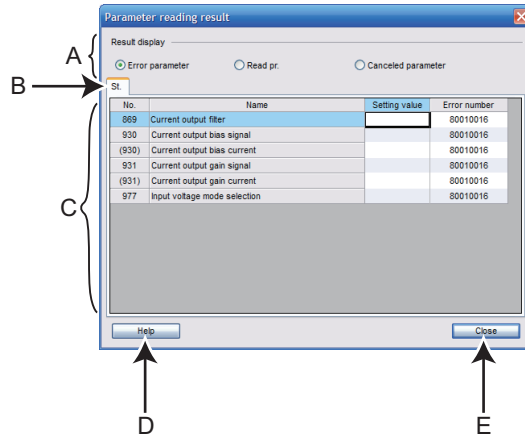 Parameter reading result
Result display
A
Error parameter Read pr. Canceled parameter
B
St.
No. Name Setting value Error number
869 Current output filter 80010016
930 Current output bias signal 80010016
(930) Current output bias current 80010016
931 Current output gain signal 80010016
(931) Current output gain current 80010016
977 Input voltage mode selection 80010016
C
Help Close
D E